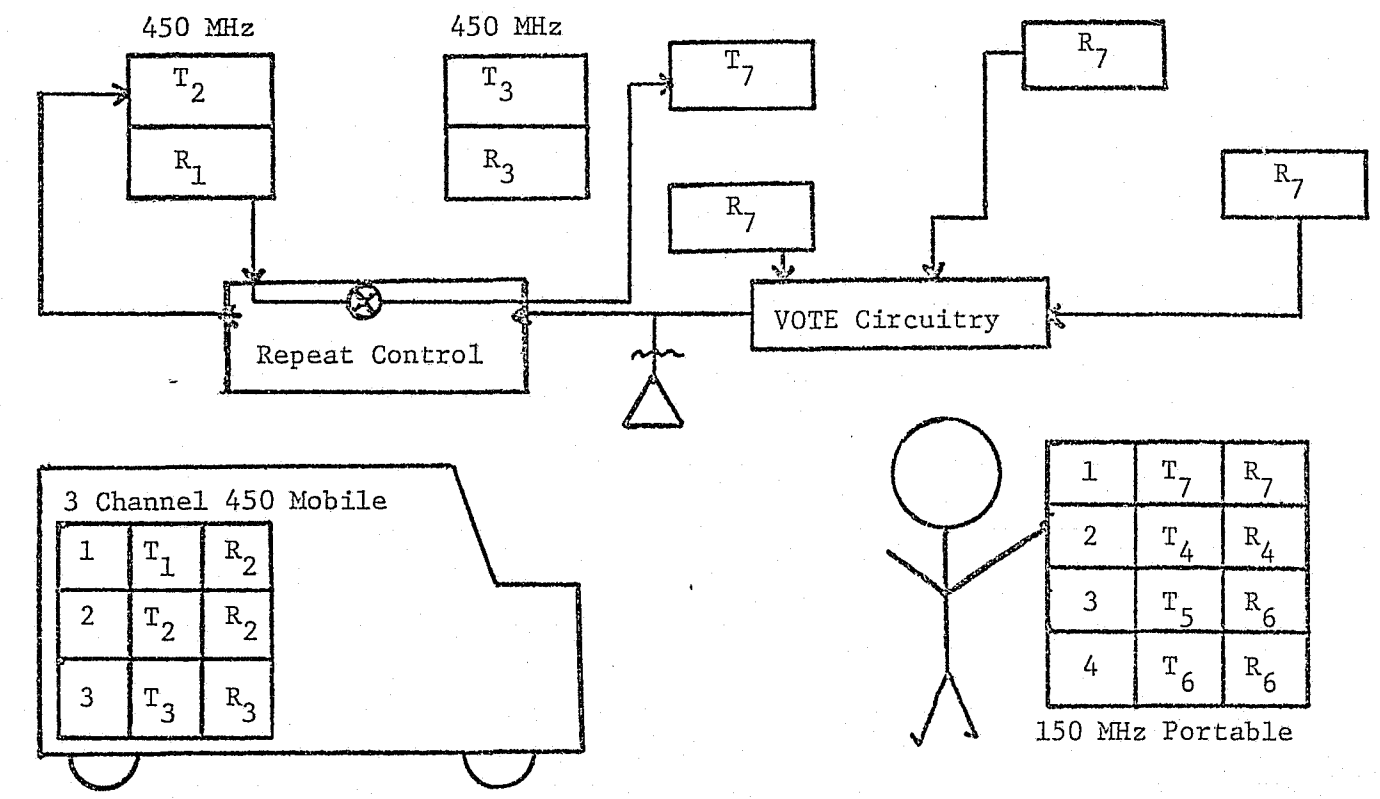 450 MHz 450 MHz
T2 T3 T7 R7
R1 R3 R7 R7
VOTE Circuitry
Repeat Control
3 Channel 450 Mobile
1 T1 R2
2 T2 R2
3 T3 R3
1 T7 R7
2 T4 R4
3 T5 R6
4 T6 R6
150 MHz Portable